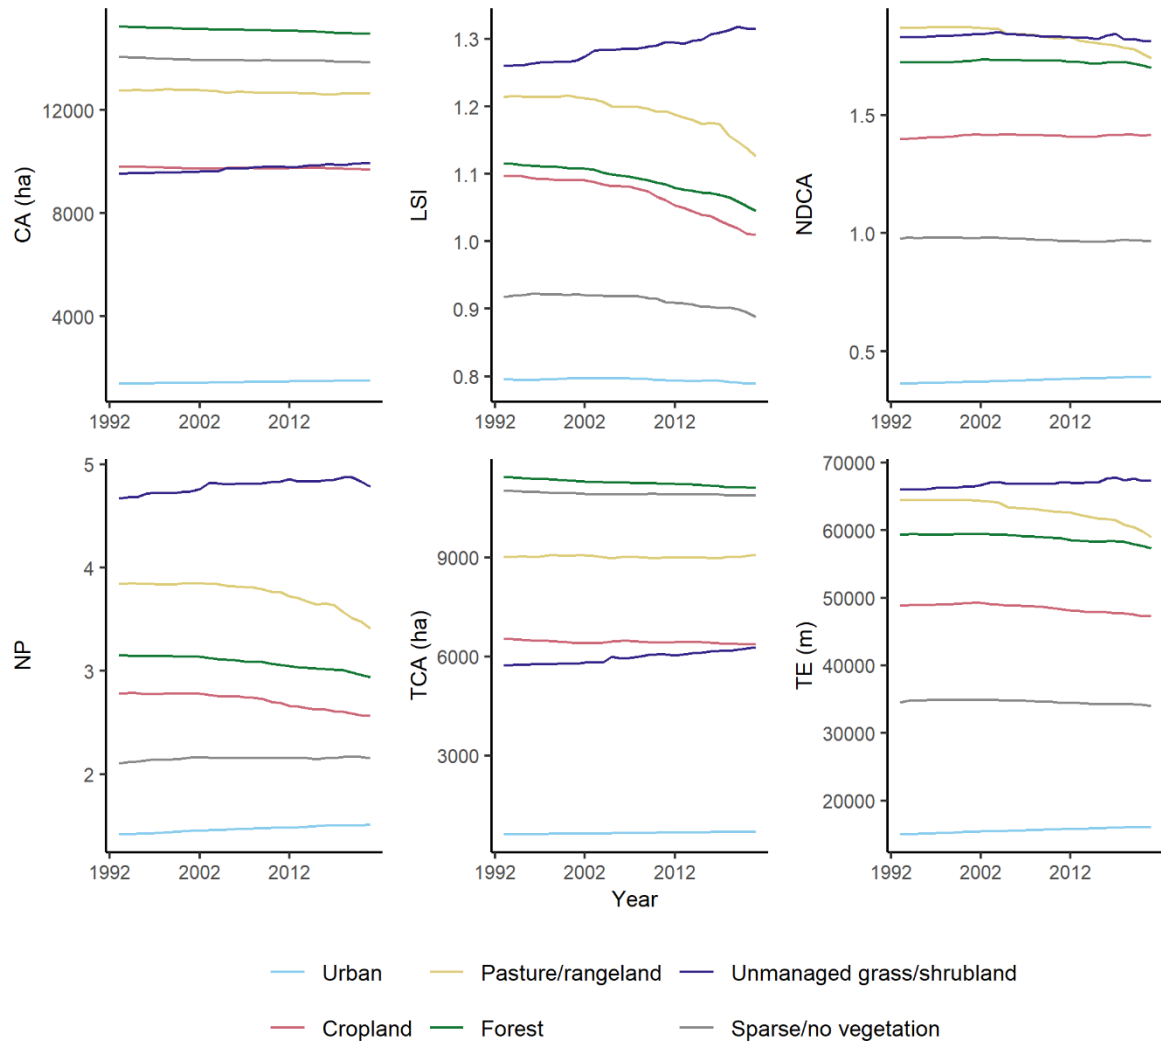 CA (ha)
12000
8000
4000
1992 2002 2012
LSI
1.3
1.2
1.1
1.0
0.9
0.8
1992 2002 2012
NDCA
1.5
1.0
0.5
1992 2002 2012
NP
5
4
3
2
1992 2002 2012
TCA (ha)
9000
6000
3000
1992 2002 2012
TE (m)
70000
60000
50000
40000
30000
20000
1992 2002 2012
Year
Urban Pasture/rangeland Unmanaged grass/shrubland
Cropland Forest Sparse/no vegetation